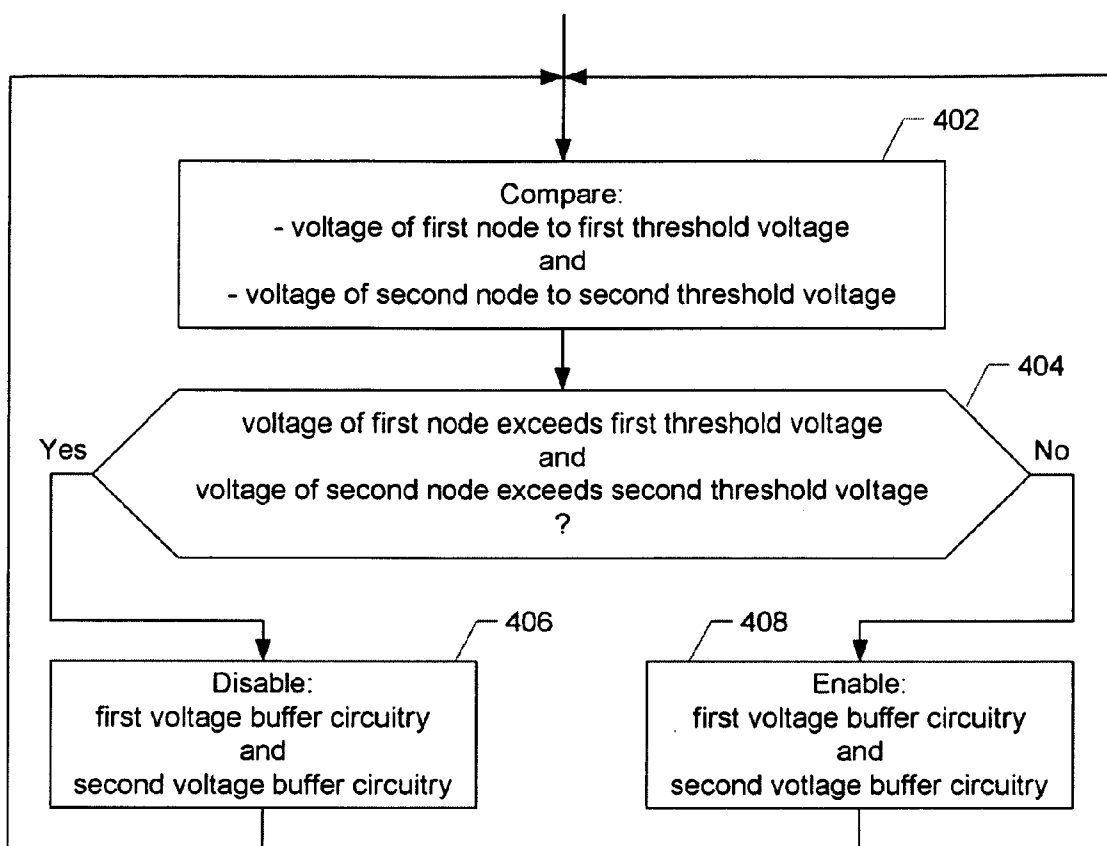 402
Compare:
- voltage of first node to first threshold voltage
and
- voltage of second node to second threshold voltage
404
voltage of first node exceeds first threshold voltage
and
voltage of second node exceeds second threshold voltage
?
Yes
No
406
Disable:
first voltage buffer circuitry
and
second voltage buffer circuitry
408
Enable:
first voltage buffer circuitry
and
second votlage buffer circuitry